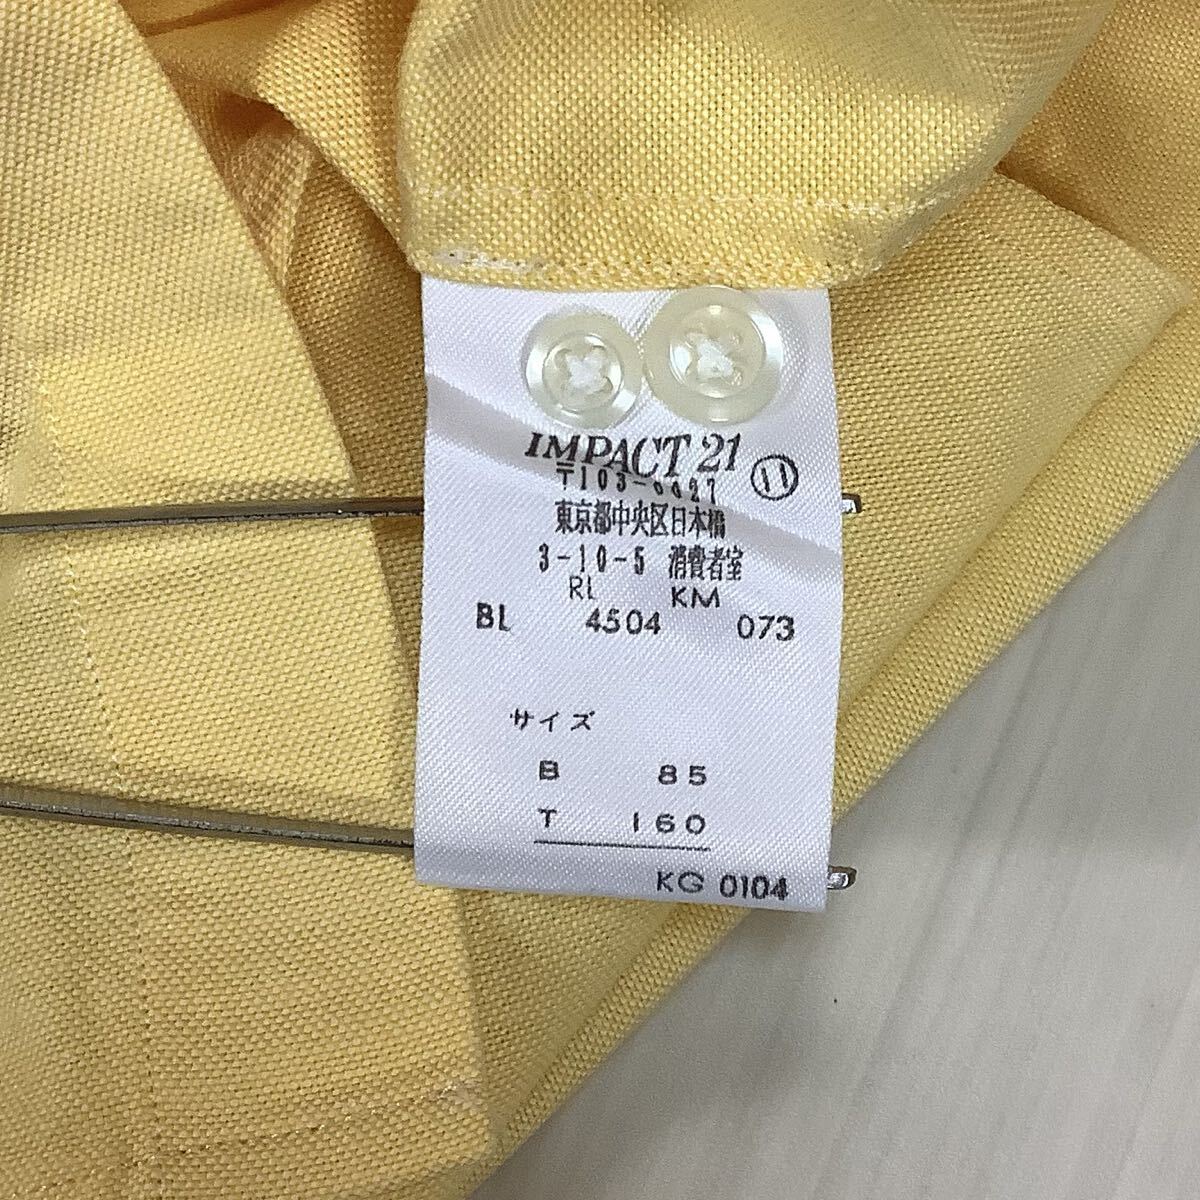 IMPACT 21
11
〒103-0027
東京都中央区日本橋
3-10-5 消費者室
RL KM
BL 4504 073
サイズ
B 85
T 160
KG 0104